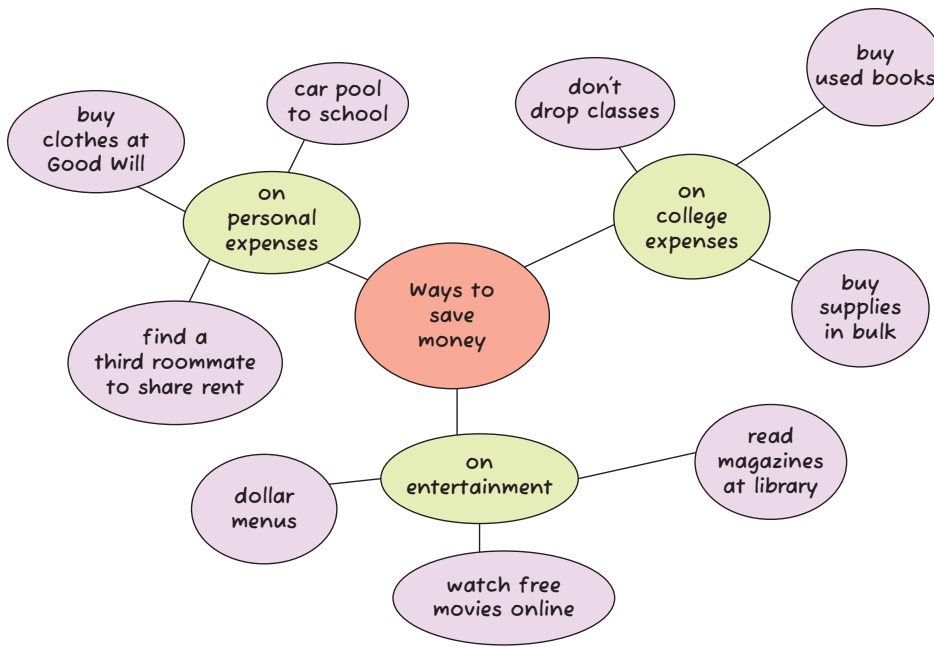 Ways to
save
money
on
personal
expenses
buy
clothes at
Good Will
car pool
to school
find a
third roommate
to share rent
on
college
expenses
don't
drop classes
buy
used books
buy
supplies
in bulk
on
entertainment
dollar
menus
watch free
movies online
read
magazines
at library